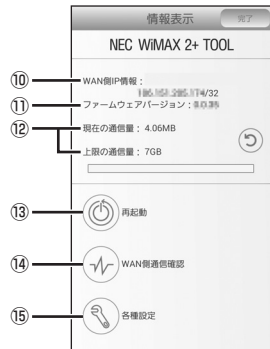 情報表示
完了
NEC WiMAX 2+ TOOL
⑩ WAN側IP情報：
/32
⑪ ファームウェアバージョン：
⑫ 現在の通信量： 4.06MB
上限の通信量： 7GB
⑬ 再起動
⑭ WAN側通信確認
⑮ 各種設定